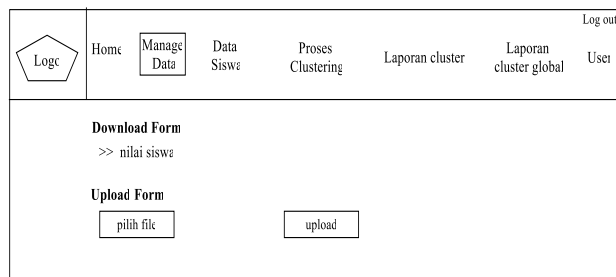 Log out
Logo
Home
Manage
Data
Data
Siswa
Proses
Clustering
Laporan cluster
Laporan
cluster global
User
Download Form
>> nilai siswa
Upload Form
pilih file
upload